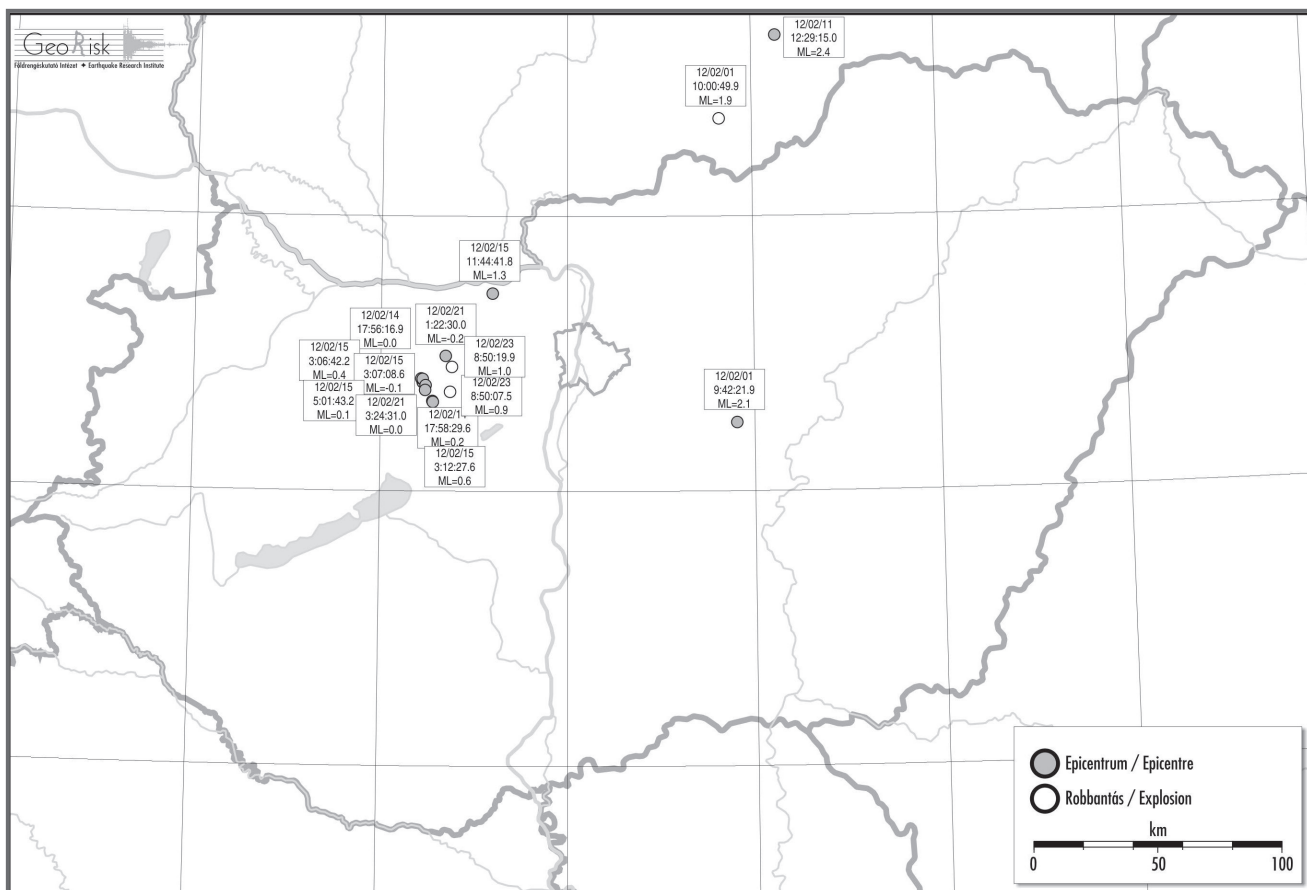 GeoRisk
Földrengéskutató Intézet ✦ Earthquake Research Institute
12/02/11
12:29:15.0
ML=2.4
12/02/01
10:00:49.9
ML=1.9
12/02/15
11:44:41.8
ML=1.3
12/02/14
17:56:16.9
ML=0.0
12/02/21
1:22:30.0
ML=-0.2
12/02/15
3:06:42.2
ML=0.4
12/02/15
3:07:08.6
ML=-0.1
12/02/23
8:50:19.9
ML=1.0
12/02/15
5:01:43.2
ML=0.1
12/02/21
3:24:31.0
ML=0.0
12/02/23
8:50:07.5
ML=0.9
12/02/14
17:58:29.6
ML=0.2
12/02/15
3:12:27.6
ML=0.6
12/02/01
9:42:21.9
ML=2.1
Epicentrum / Epicentre
Robbantás / Explosion
km
0 50 100